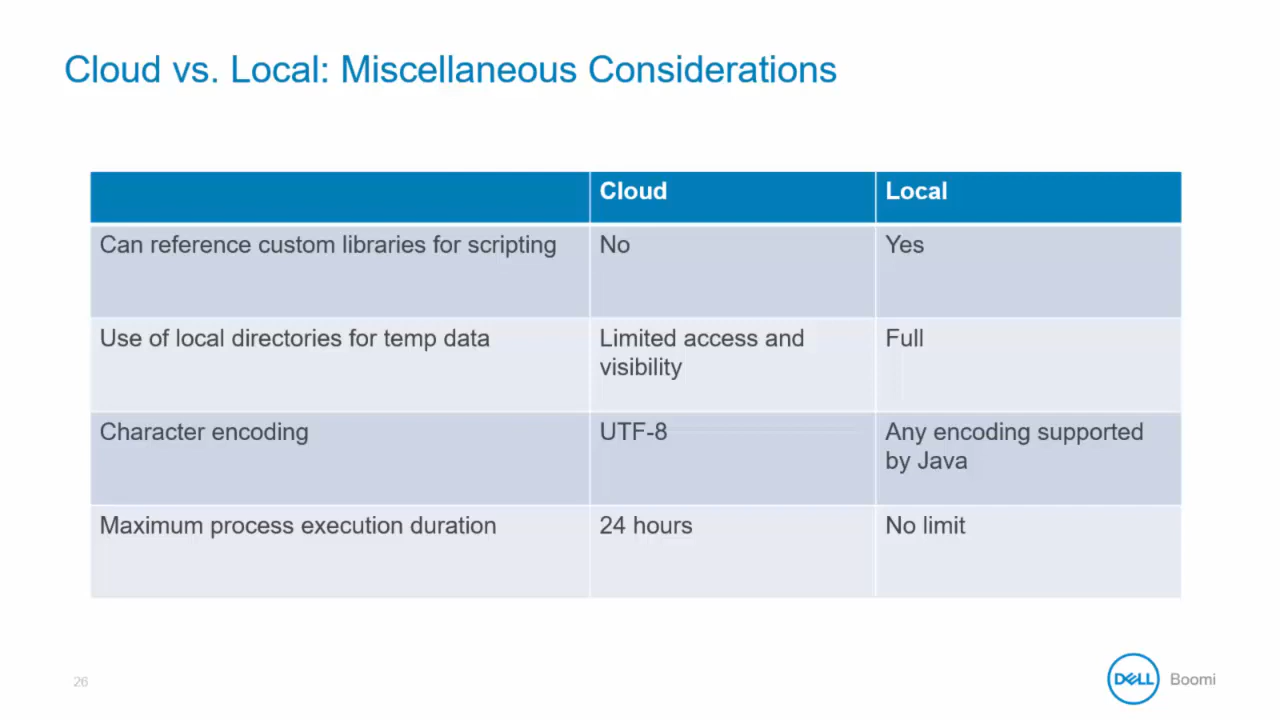 Cloud vs. Local: Miscellaneous Considerations
Cloud
Local
Can reference custom libraries for scripting
No
Yes
Use of local directories for temp data
Limited access and
visibility
Full
Character encoding
UTF-8
Any encoding supported
by Java
Maximum process execution duration
24 hours
No limit
26
DELL
Boomi